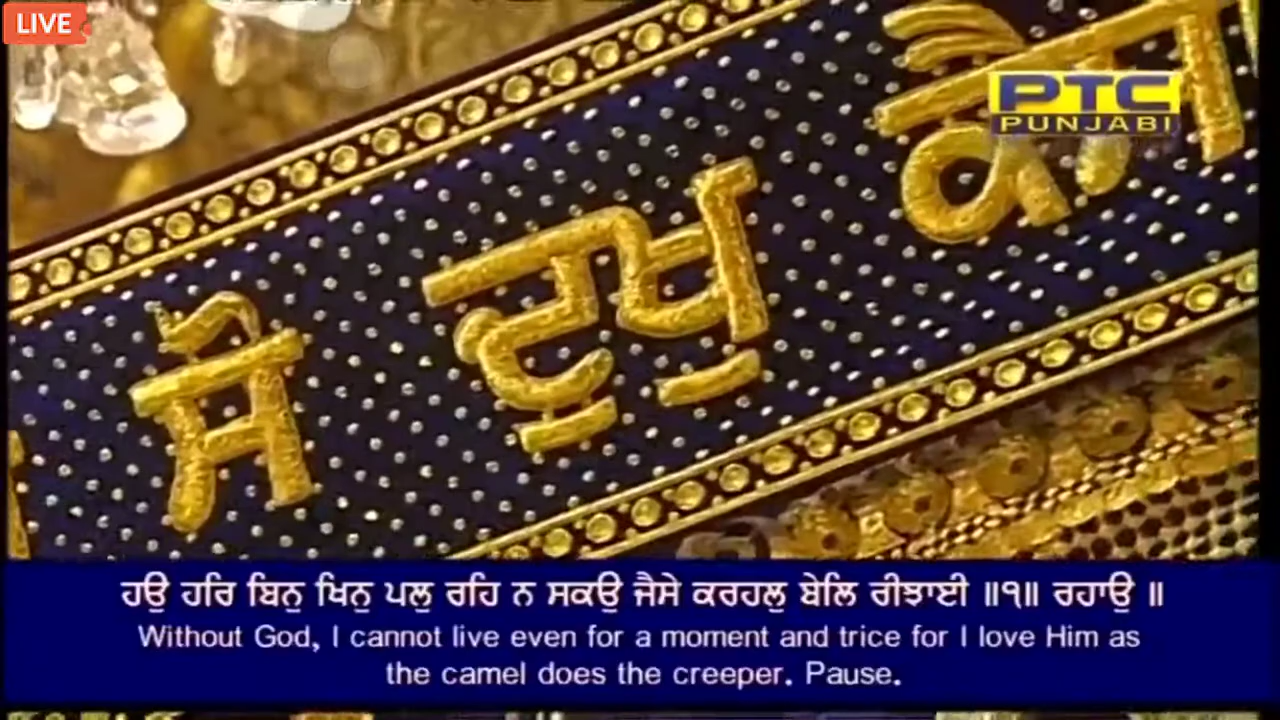 LIVE
PTC
PUNJABI
ਜੋ ਦੁਖੁ
ਹਉ ਹਰਿ ਬਿਨੁ ਖਿਨੁ ਪਲੁ ਰਹਿ ਨ ਸਕਉ ਜੈਸੇ ਕਰਹਲੁ ਬੇਲਿ ਰੀਝਾਈ ॥੧॥ ਰਹਾਉ ॥
Without God, I cannot live even for a moment and trice for I love Him as
the camel does the creeper. Pause.